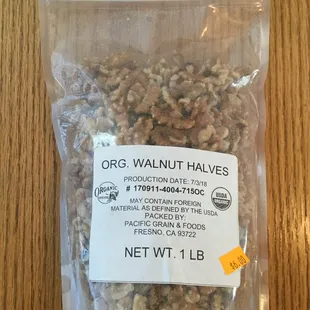 ORG. WALNUT HALVES
PRODUCTION DATE: 7/3/18
# 170911-4004-715OC
ORGANIC
USDA
ORGANIC
MAY CONTAIN FOREIGN
MATERIAL AS DEFINED BY THE USDA
PACKED BY:
PACIFIC GRAIN & FOODS
FRESNO, CA 93722
NET WT. 1 LB